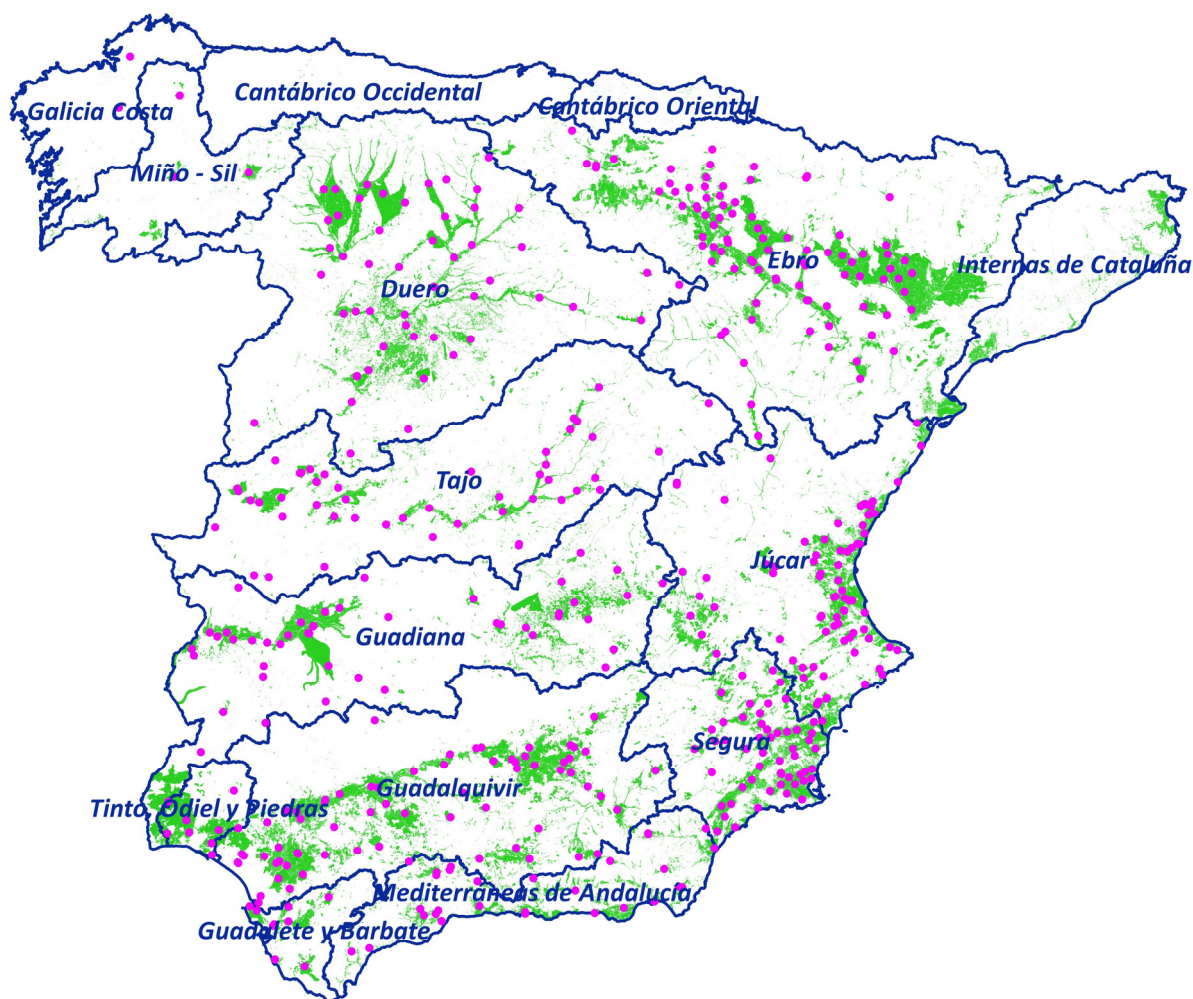 Cantábrico Occidental
Cantábrico Oriental
Galicia Costa
Miño - Sil
Ebro
Internas de Cataluña
Duero
Tajo
Júcar
Guadiana
Segura
Guadalquivir
Tinto, Odiel y Piedras
Mediterráneas de Andalucía
Guadalete y Barbate